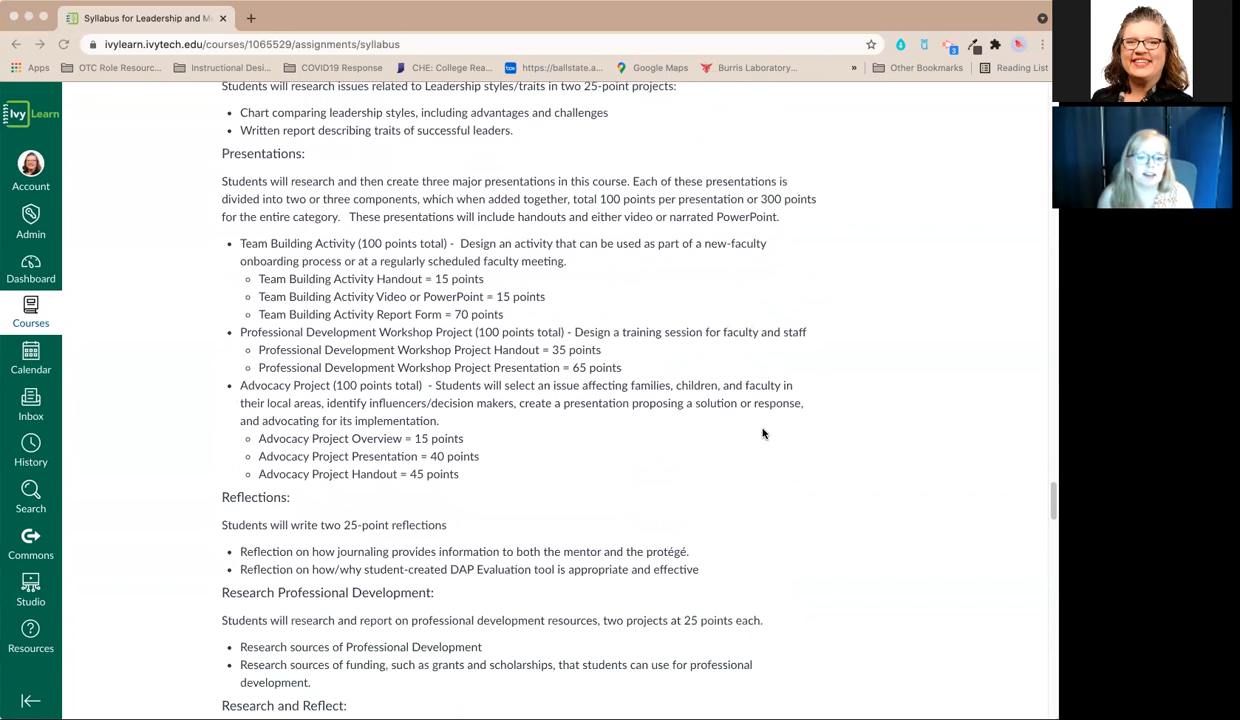 Syllabus for Leadership and M
ivylearn.ivytech.edu/courses/1065529/assignments/syllabus
3
Apps
OTC Role Resourc...
Instructional Desi...
COVID19 Response
CHE: College Rea...
box
https://ballstate.a...
Google Maps
Burris Laboratory...
»
Other Bookmarks
Reading List
Ivy Learn
Account
Admin
Dashboard
Courses
Calendar
Inbox
History
Search
Commons
Studio
Resources
Students will research issues related to Leadership styles/traits in two 25-point projects:
• Chart comparing leadership styles, including advantages and challenges
• Written report describing traits of successful leaders.
Presentations:
Students will research and then create three major presentations in this course. Each of these presentations is
divided into two or three components, which when added together, total 100 points per presentation or 300 points
for the entire category. These presentations will include handouts and either video or narrated PowerPoint.
• Team Building Activity (100 points total) - Design an activity that can be used as part of a new-faculty
onboarding process or at a regularly scheduled faculty meeting.
◦ Team Building Activity Handout = 15 points
◦ Team Building Activity Video or PowerPoint = 15 points
◦ Team Building Activity Report Form = 70 points
• Professional Development Workshop Project (100 points total) - Design a training session for faculty and staff
◦ Professional Development Workshop Project Handout = 35 points
◦ Professional Development Workshop Project Presentation = 65 points
• Advocacy Project (100 points total) - Students will select an issue affecting families, children, and faculty in
their local areas, identify influencers/decision makers, create a presentation proposing a solution or response,
and advocating for its implementation.
◦ Advocacy Project Overview = 15 points
◦ Advocacy Project Presentation = 40 points
◦ Advocacy Project Handout = 45 points
Reflections:
Students will write two 25-point reflections
• Reflection on how journaling provides information to both the mentor and the protégé.
• Reflection on how/why student-created DAP Evaluation tool is appropriate and effective
Research Professional Development:
Students will research and report on professional development resources, two projects at 25 points each.
• Research sources of Professional Development
• Research sources of funding, such as grants and scholarships, that students can use for professional
development.
Research and Reflect: